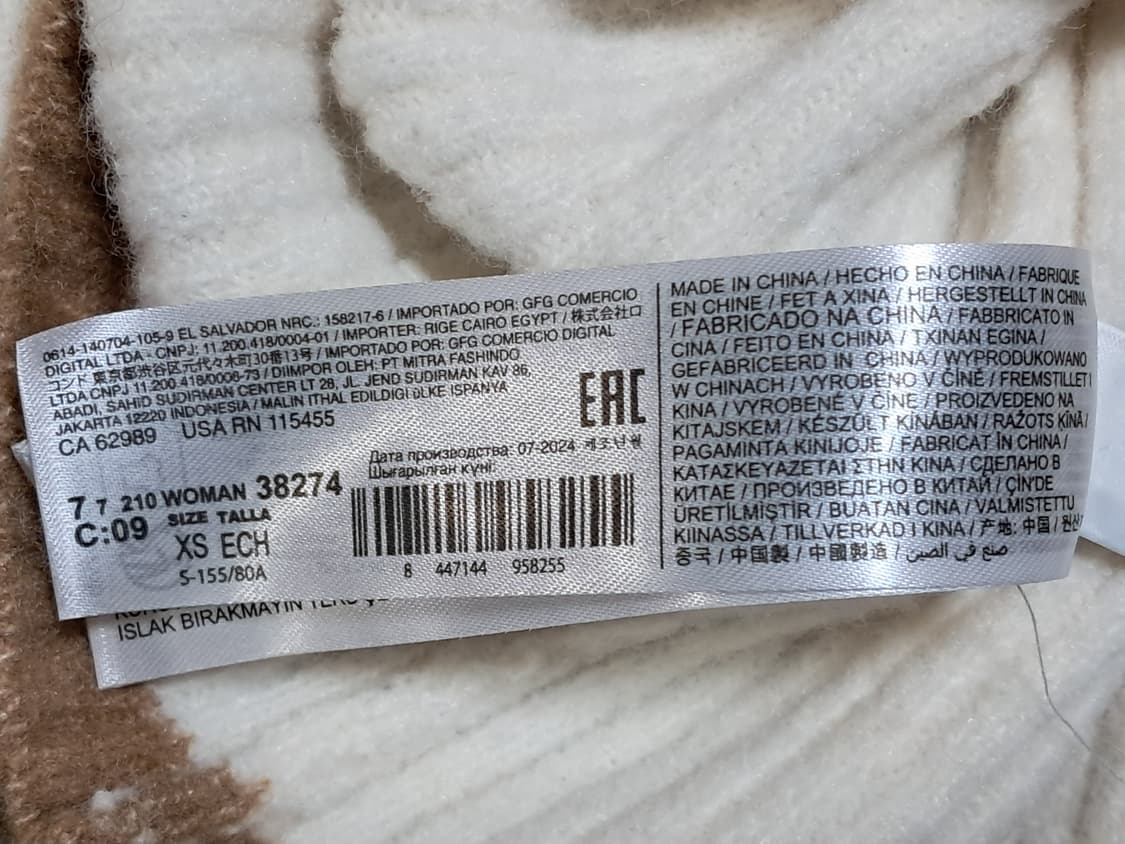 0614-140704-105-9 EL SALVADOR NRC.: 158217-6 / IMPORTADO POR: GFG COMERCIO
DIGITAL LTDA - CNPJ: 11.200.418/0004-01 / IMPORTER: RIGE CAIRO EGYPT / 株式会社ロ
コンド 東京都渋谷区元代々木町30番13号 / IMPORTADO POR: GFG COMERCIO DIGITAL
LTDA CNPJ 11.200.418/0006-73 / DIIMPOR OLEH: PT MITRA FASHINDO
ABADI, SAHID SUDIRMAN CENTER LT 28, JL. JEND SUDIRMAN KAV 86,
JAKARTA 12220 INDONESIA / MALIN ITHAL EDILDIGI üLKE ISPANYA
CA 62989 USA RN 115455
EAC
Дата производства: 07-2024 제조년월
Шығарылған күні:
7 7 210 WOMAN 38274
C:09 SIZE TALLA
XS ECH
S-155/80A
8 447144 958255
MADE IN CHINA / HECHO EN CHINA / FABRIQUE
EN CHINE / FET A XINA / HERGESTELLT IN CHINA
/ FABRICADO NA CHINA / FABBRICATO IN
CINA / FEITO EN CHINA / TXINAN EGINA /
GEFABRICEERD IN CHINA / WYPRODUKOWANO
W CHINACH / VYROBENO V ČÍNĚ / FREMSTILLET I
KINA / VYROBENÉ V ČÍNE / PROIZVEDENO NA
KITAJSKEM / KÉSZÜLT KÍNÁBAN / RAŽOTS ĶĪNĀ /
PAGAMINTA KINIJOJE / FABRICAT ÎN CHINA /
ΚΑΤΑΣΚΕΥΑΖΕΤΑΙ ΣΤΗΝ ΚΙΝΑ / СДЕЛАНО В
КИТАЕ / ПРОИЗВЕДЕНО В КИТАЙ / ÇİN'DE
ÜRETİLMİŞTİR / BUATAN CINA / VALMISTETTU
KIINASSA / TILLVERKAD I KINA / 产地: 中国 / 원산지
중국 / 中国製 / 中國製造 / صنع في الصين
ISLAK BIRAKMAYIN TERS